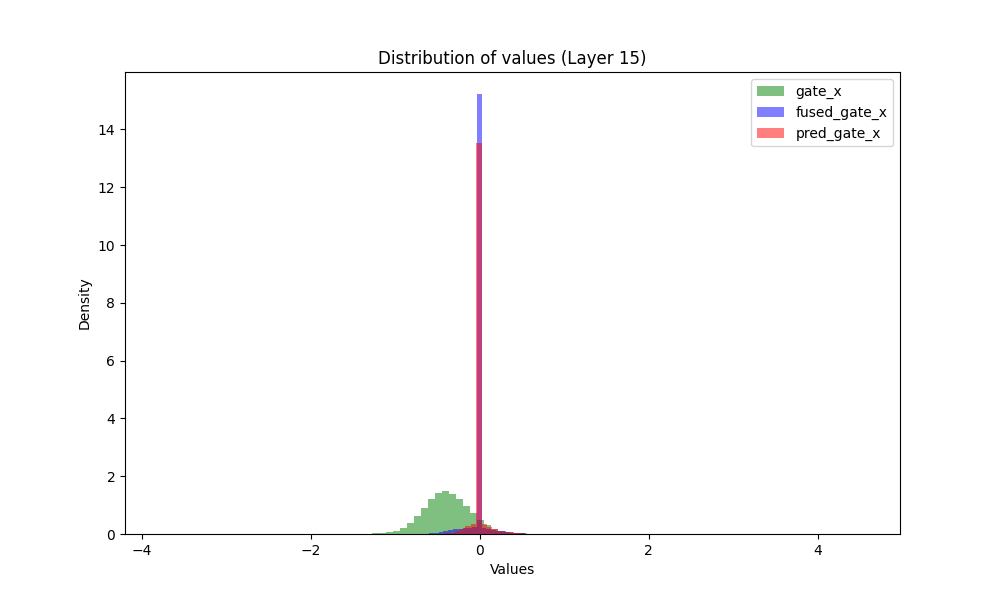 Distribution of values (Layer 15)
gate_x
fused_gate_x
pred_gate_x
14
12
10
8
6
4
2
0
Density
−4
−2
0
2
4
Values